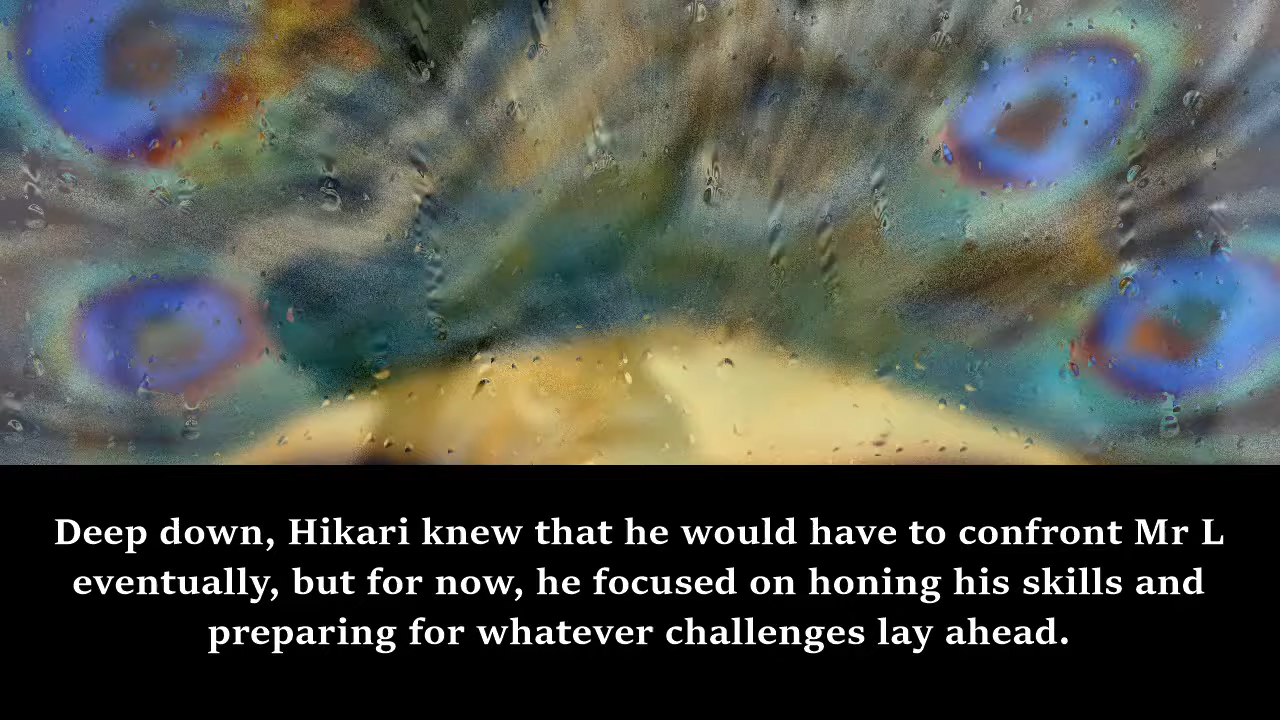 Deep down, Hikari knew that he would have to confront Mr L
eventually, but for now, he focused on honing his skills and
preparing for whatever challenges lay ahead.